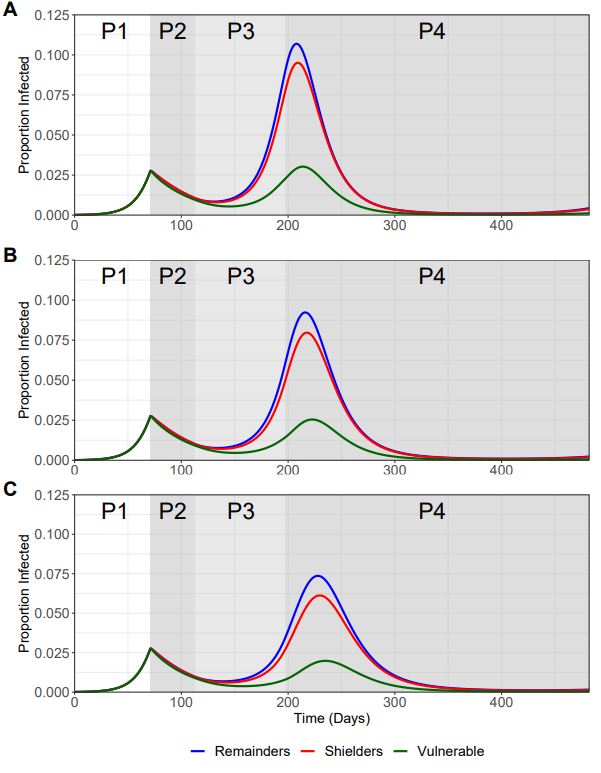 A
P1 P2 P3 P4
Proportion Infected
0.125
0.100
0.075
0.050
0.025
0.000
0 100 200 300 400
B
P1 P2 P3 P4
Proportion Infected
0.125
0.100
0.075
0.050
0.025
0.000
0 100 200 300 400
C
P1 P2 P3 P4
Proportion Infected
0.125
0.100
0.075
0.050
0.025
0.000
0 100 200 300 400
Time (Days)
Remainders Shielders Vulnerable